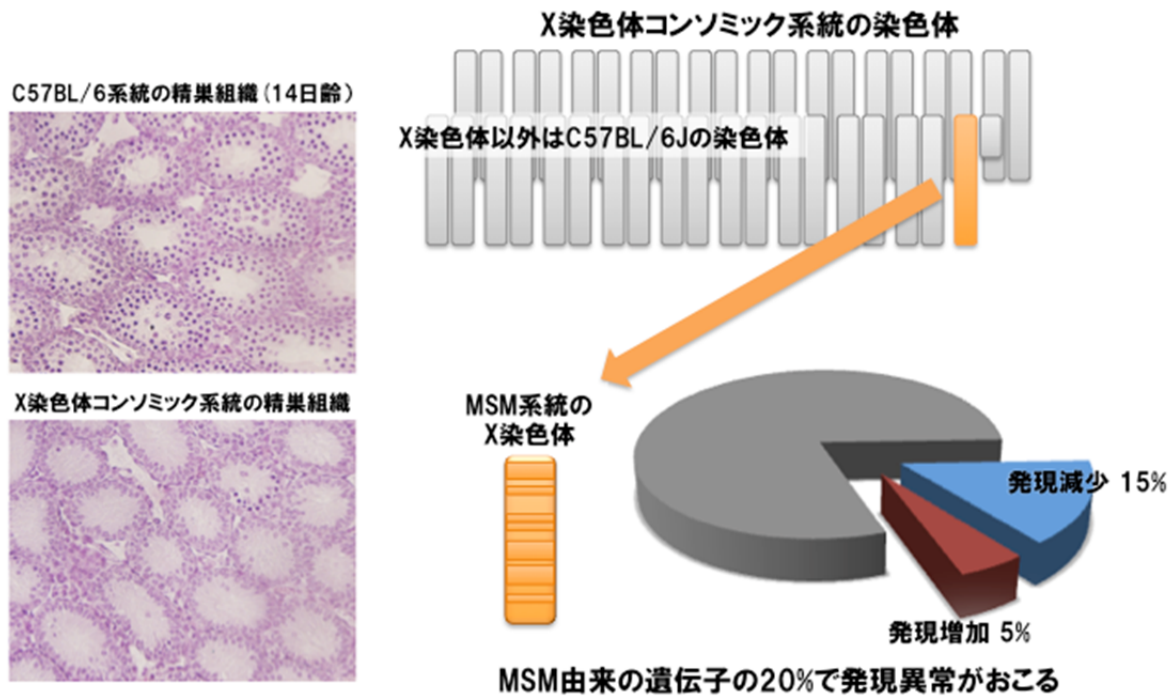 X染色体コンソミック系統の染色体
C57BL/6系統の精巣組織(14日齢)
X染色体以外はC57BL/6Jの染色体
X染色体コンソミック系統の精巣組織
MSM系統の
X染色体
発現減少 15%
発現増加 5%
MSM由来の遺伝子の20%で発現異常がおこる